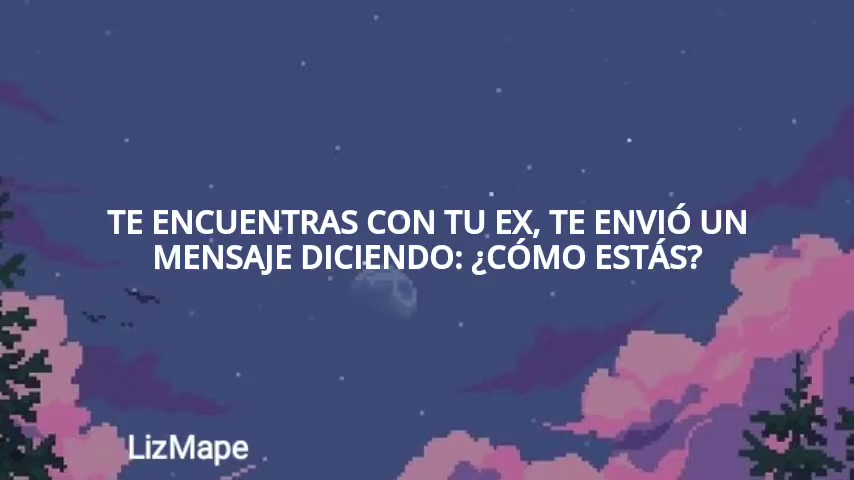 TE ENCUENTRAS CON TU EX, TE ENVIÓ UN
MENSAJE DICIENDO: ¿CÓMO ESTÁS?
LizMape